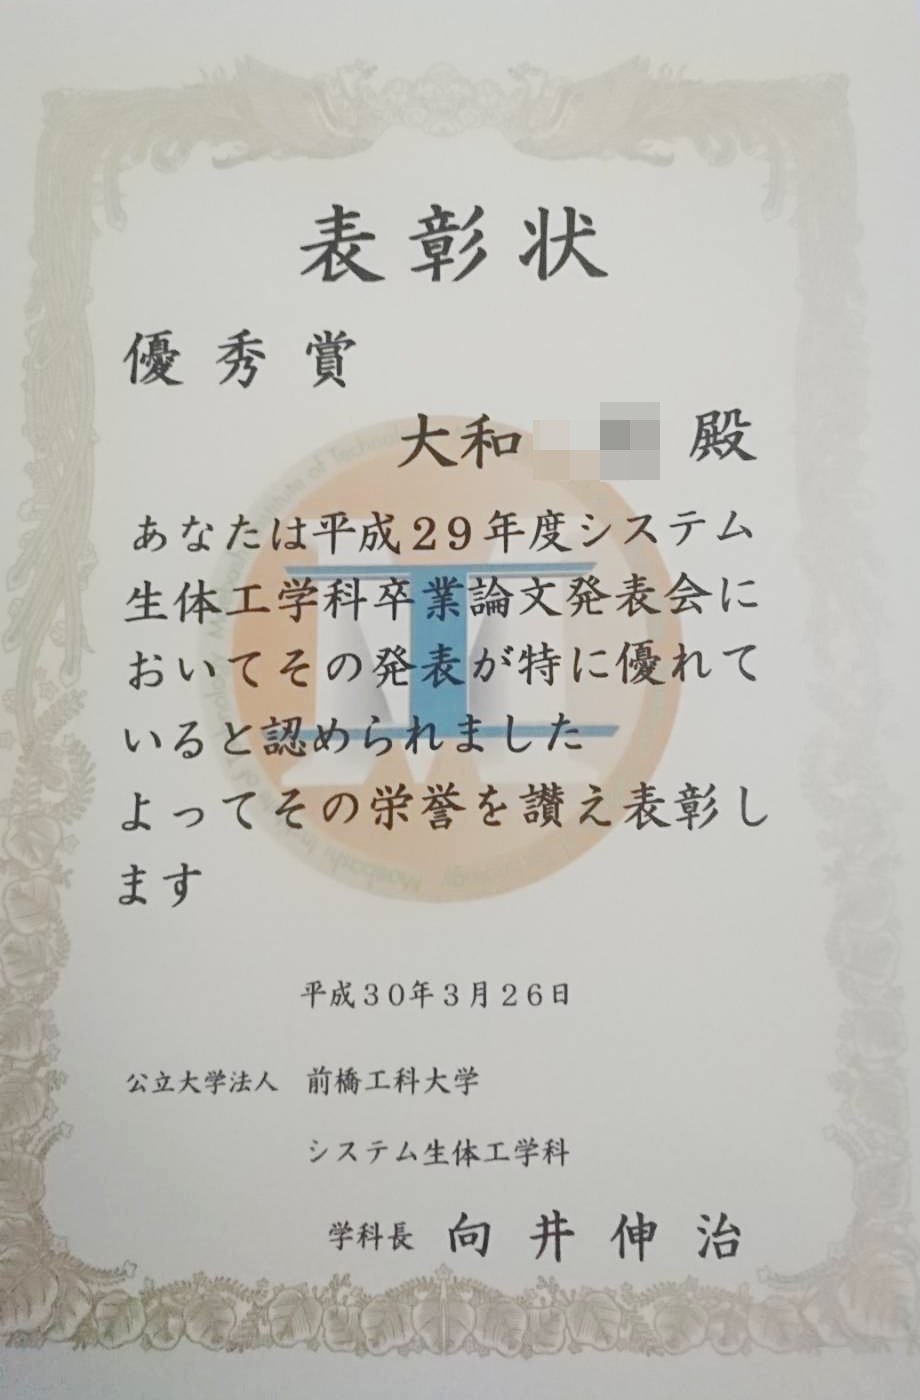 表彰状
優秀賞
大和 殿
あなたは平成29年度システム
生体工学科卒業論文発表会に
おいてその発表が特に優れて
いると認められました
よってその栄誉を讃え表彰し
ます
平成30年3月26日
公立大学法人 前橋工科大学
システム生体工学科
学科長 向井伸治